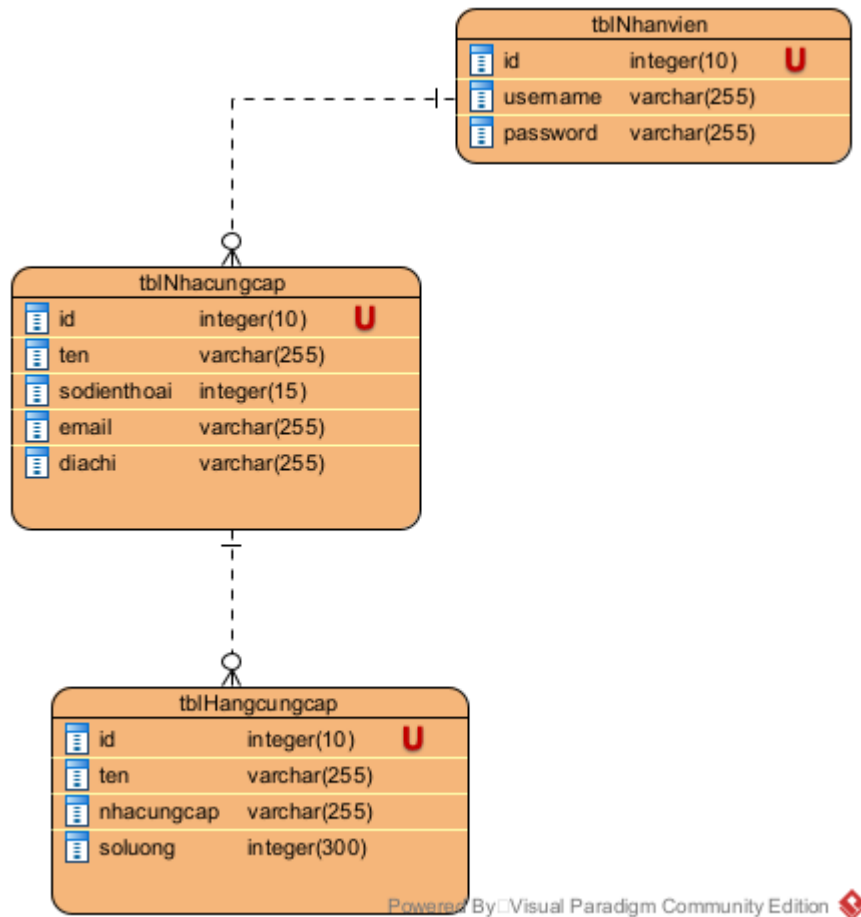 tblNhanvien
id integer(10) U
username varchar(255)
password varchar(255)
tblNhacungcap
id integer(10) U
ten varchar(255)
sodienthoai integer(15)
email varchar(255)
diachi varchar(255)
tblHangcungcap
id integer(10) U
ten varchar(255)
nhacungcap varchar(255)
soluong integer(300)
Powered By□Visual Paradigm Community Edition